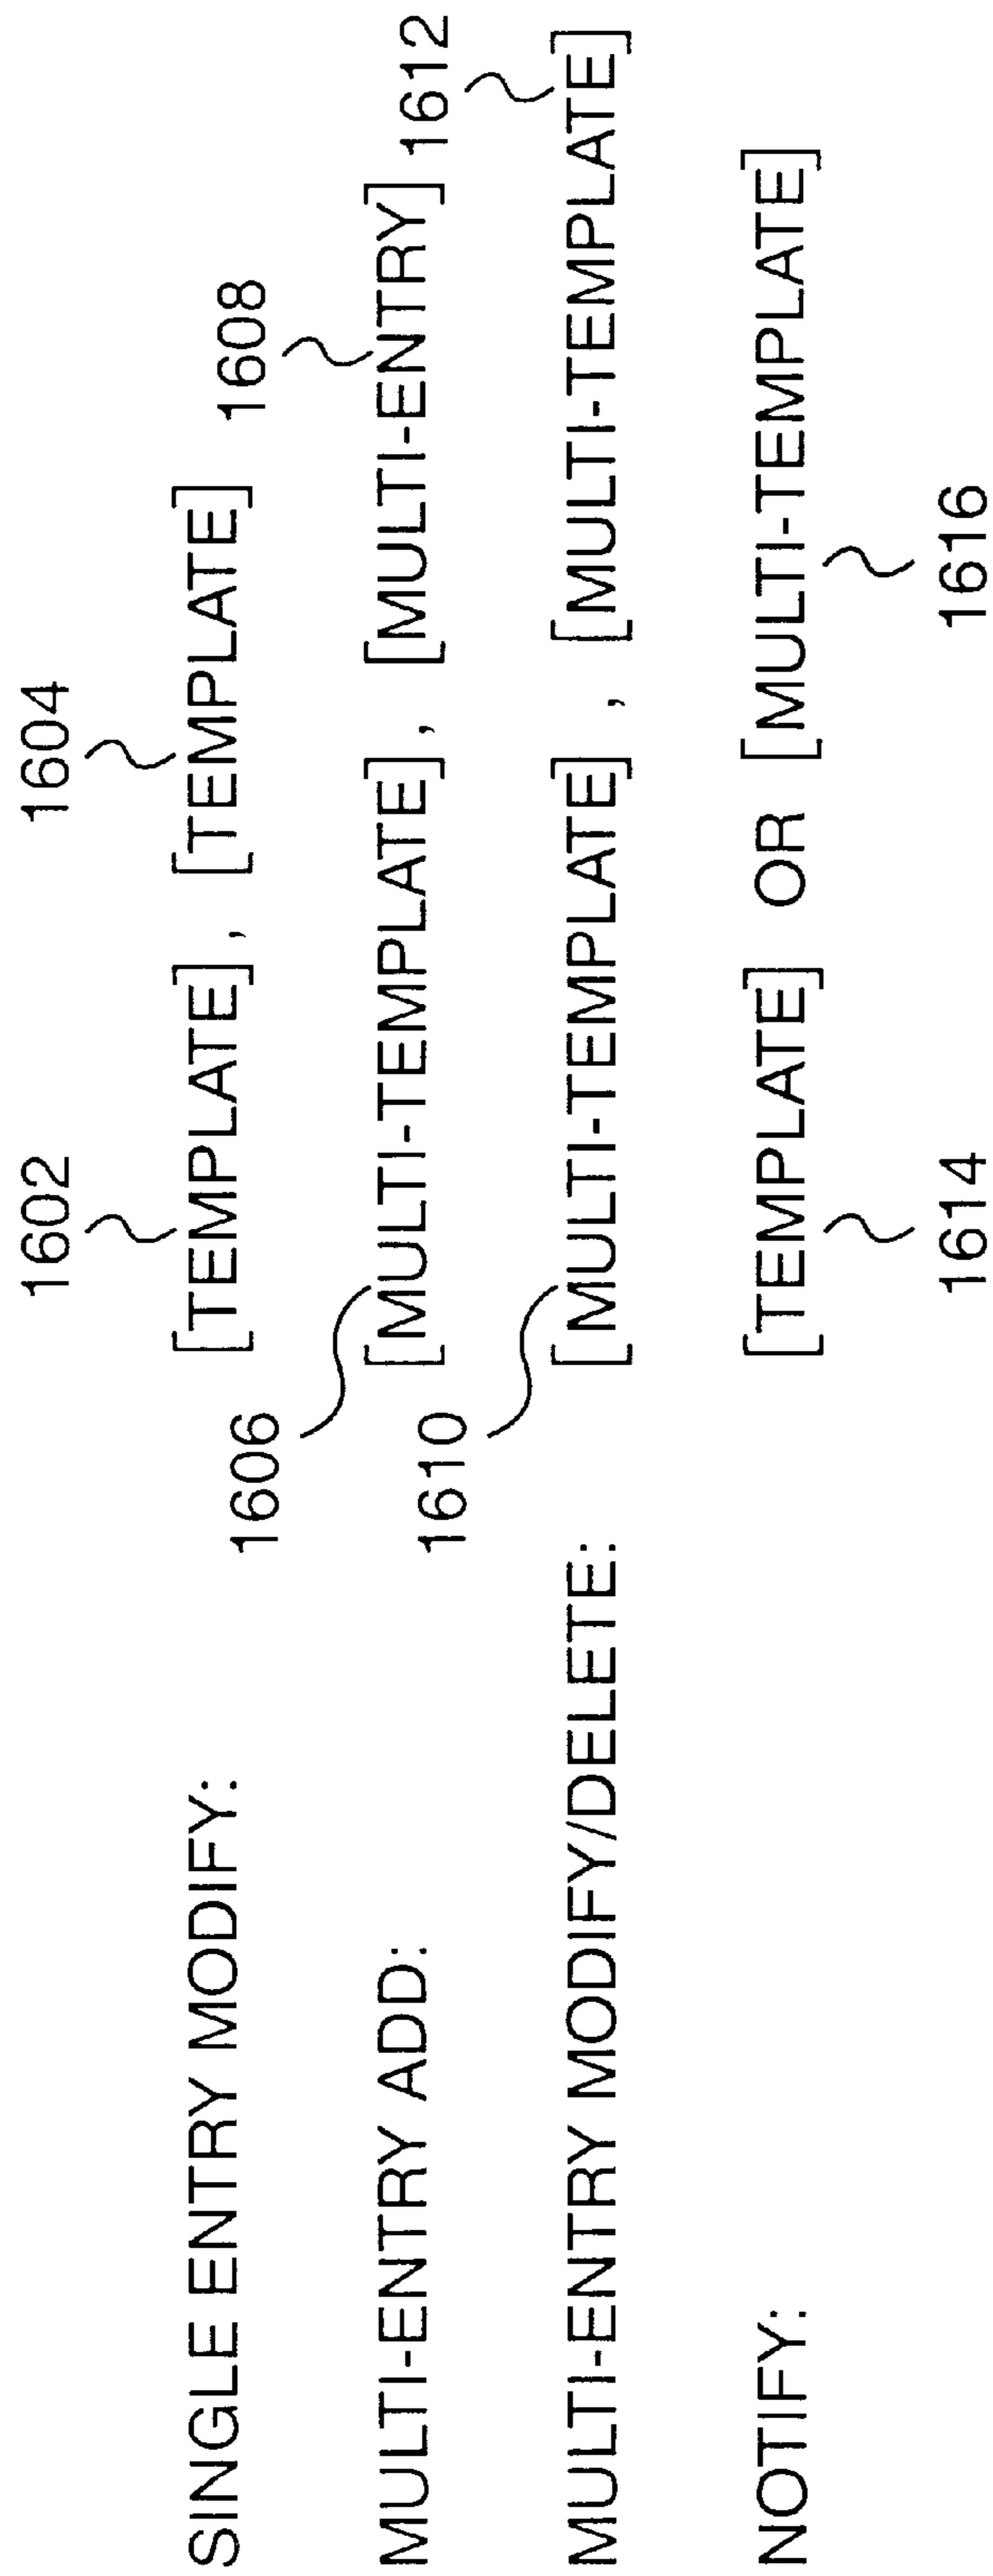 1602 1604
SINGLE ENTRY MODIFY: [TEMPLATE], [TEMPLATE]
1606 1608
MULTI-ENTRY ADD: [MULTI-TEMPLATE], [MULTI-ENTRY]
1610 1612
MULTI-ENTRY MODIFY/DELETE: [MULTI-TEMPLATE] , [MULTI-TEMPLATE]
NOTIFY: [TEMPLATE] OR [MULTI-TEMPLATE]
1614 1616